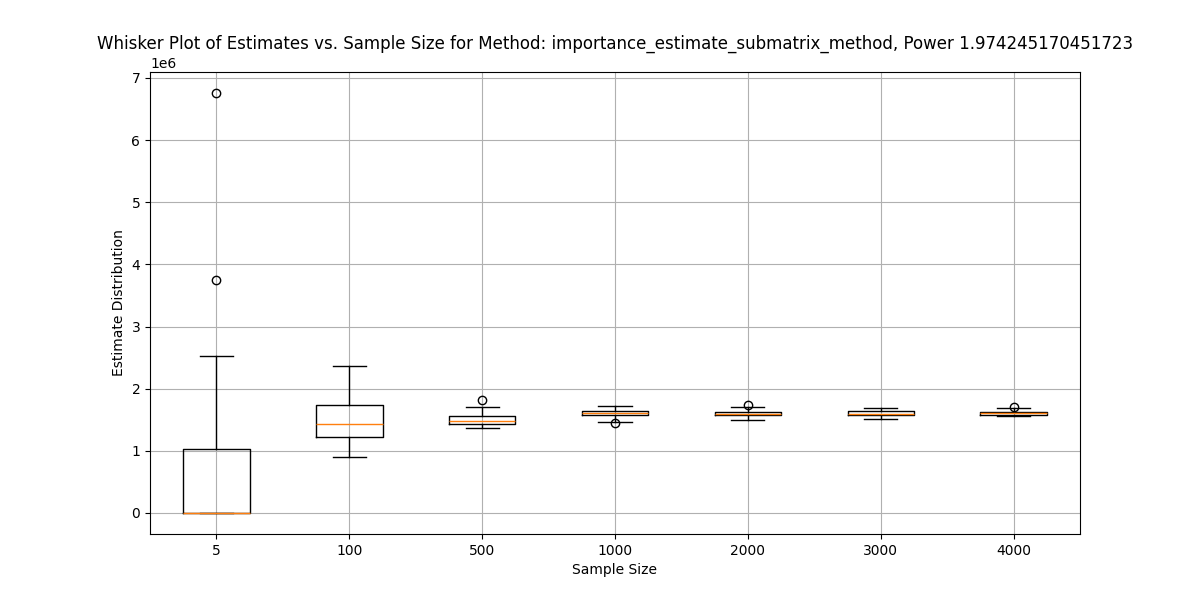 Whisker Plot of Estimates vs. Sample Size for Method: importance_estimate_submatrix_method, Power 1.974245170451723
1e6
7
6
5
4
3
2
1
0
Estimate Distribution
5 100 500 1000 2000 3000 4000
Sample Size